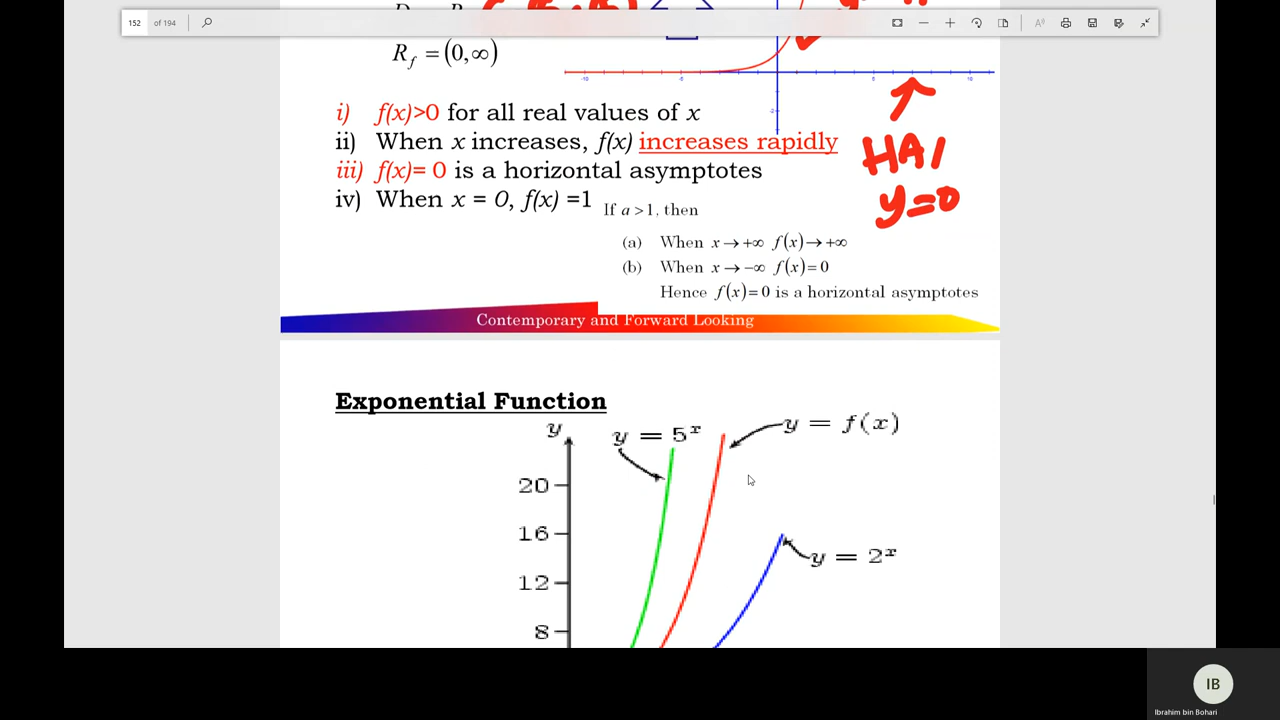 152 of 194
R_f = (0,∞)
i) f(x)>0 for all real values of x
ii) When x increases, f(x) increases rapidly
iii) f(x)= 0 is a horizontal asymptotes
iv) When x = 0, f(x) =1
HA1
y=0
If a >1, then
(a) When x → +∞ f(x) → +∞
(b) When x → −∞ f(x)=0
Hence f(x)=0 is a horizontal asymptotes
Contemporary and Forward Looking
Exponential Function
y
y = 5^x
y = f(x)
20
16
y = 2^x
12
8
IB
Ibrahim bin Bohari